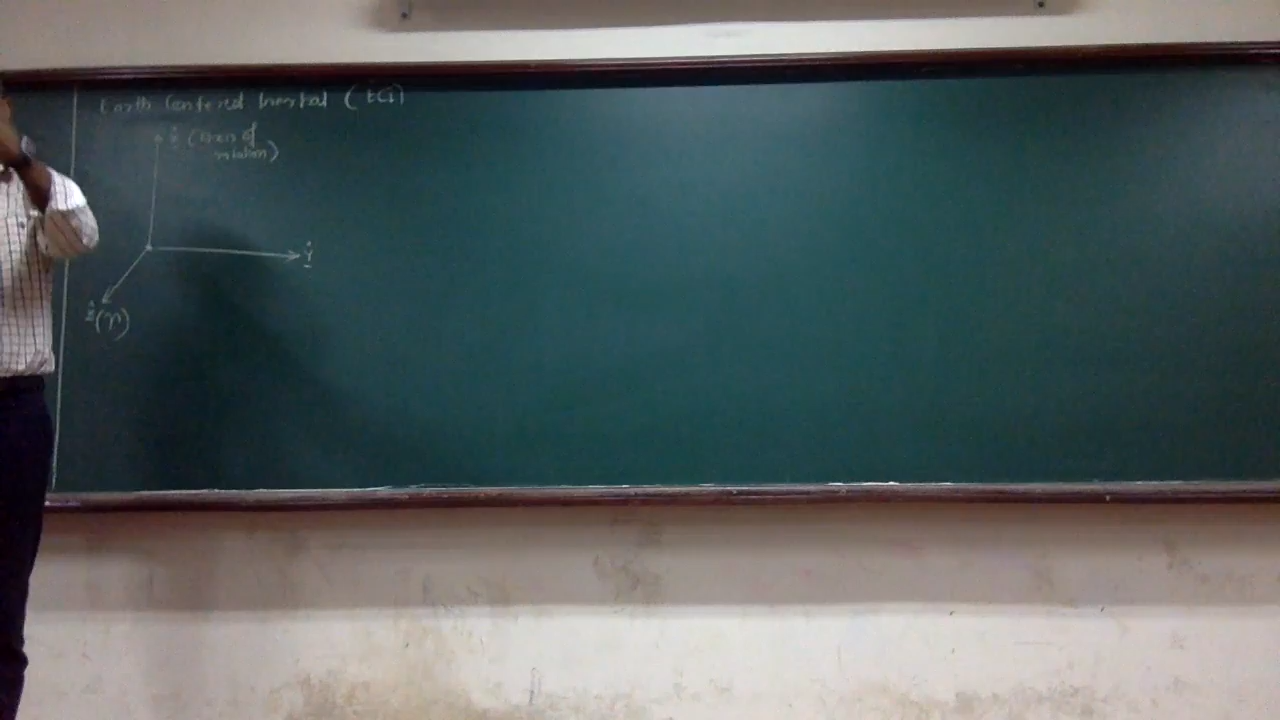 Earth Centered Inertial (ECI)
Z (Axis of
rotation)
Y
X
(♈)